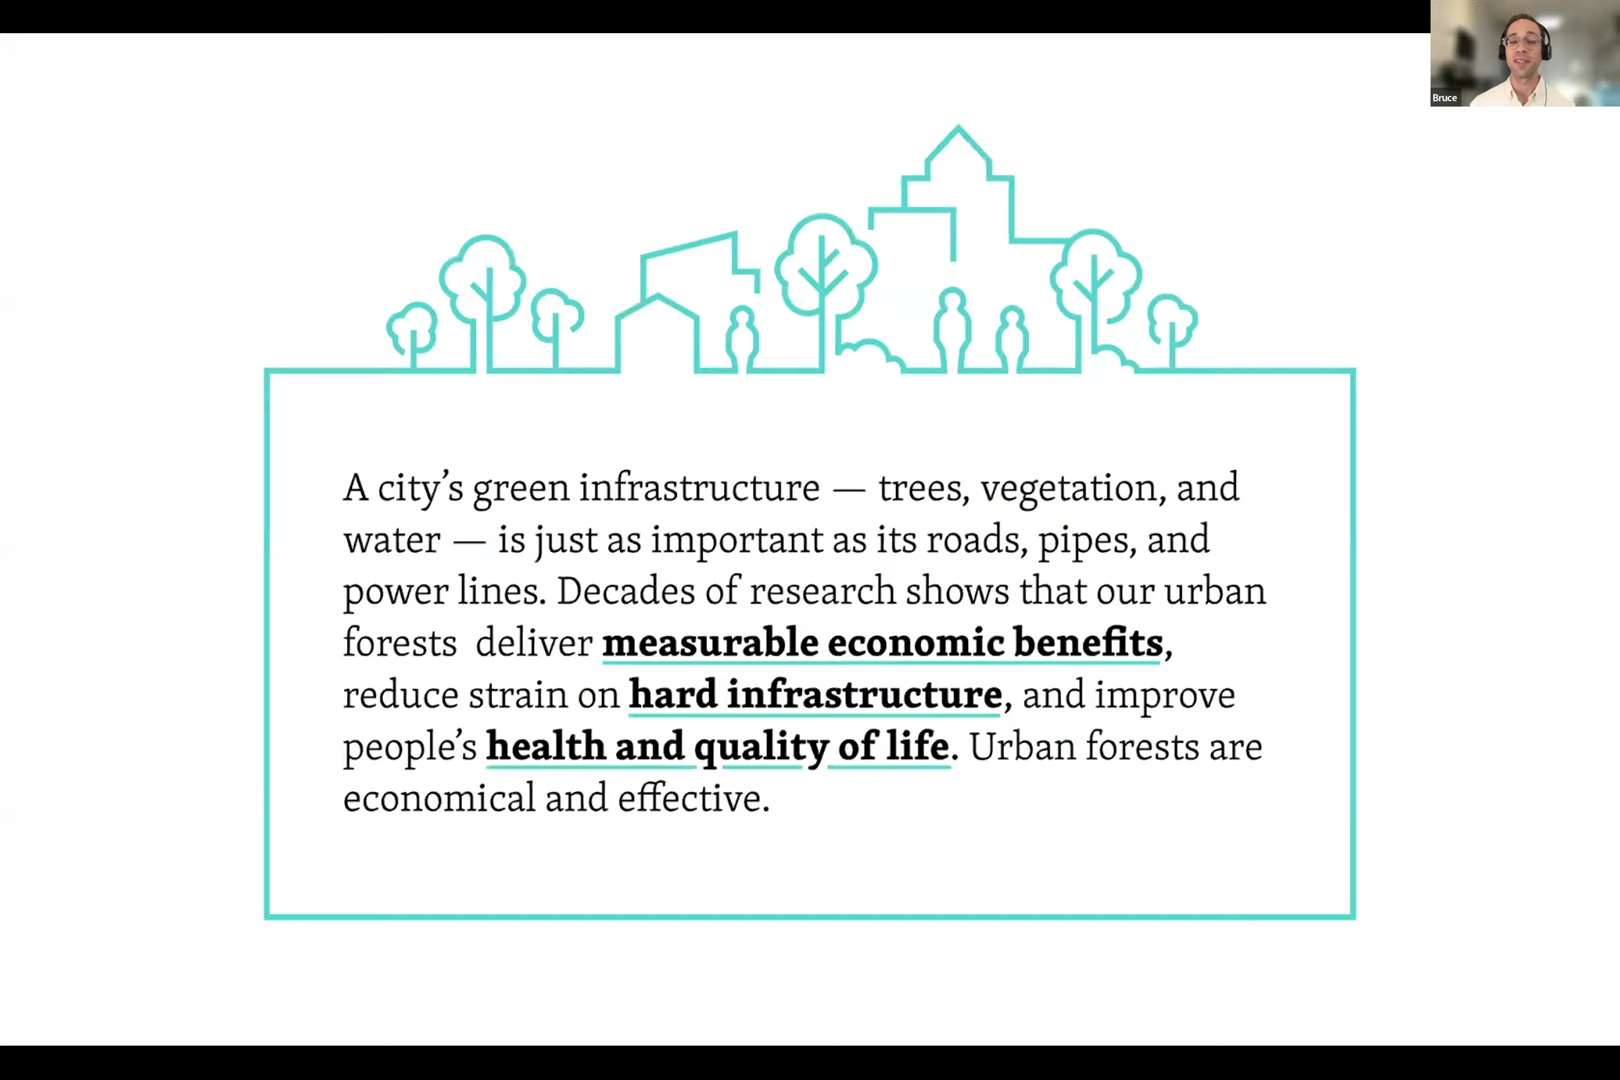 Bruce
A city’s green infrastructure — trees, vegetation, and
water — is just as important as its roads, pipes, and
power lines. Decades of research shows that our urban
forests  deliver measurable economic benefits,
reduce strain on hard infrastructure, and improve
people’s health and quality of life. Urban forests are
economical and effective.